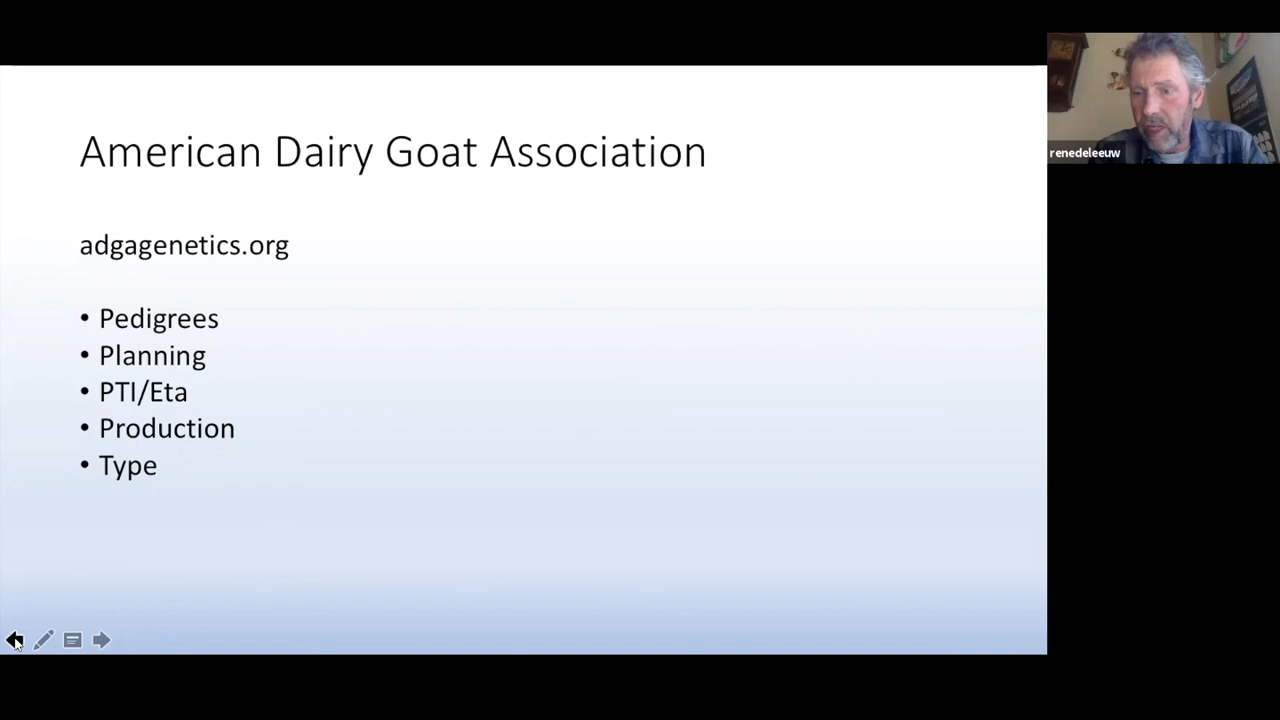 American Dairy Goat Association
adgagenetics.org
• Pedigrees
• Planning
• PTI/Eta
• Production
• Type
renedeleeuw